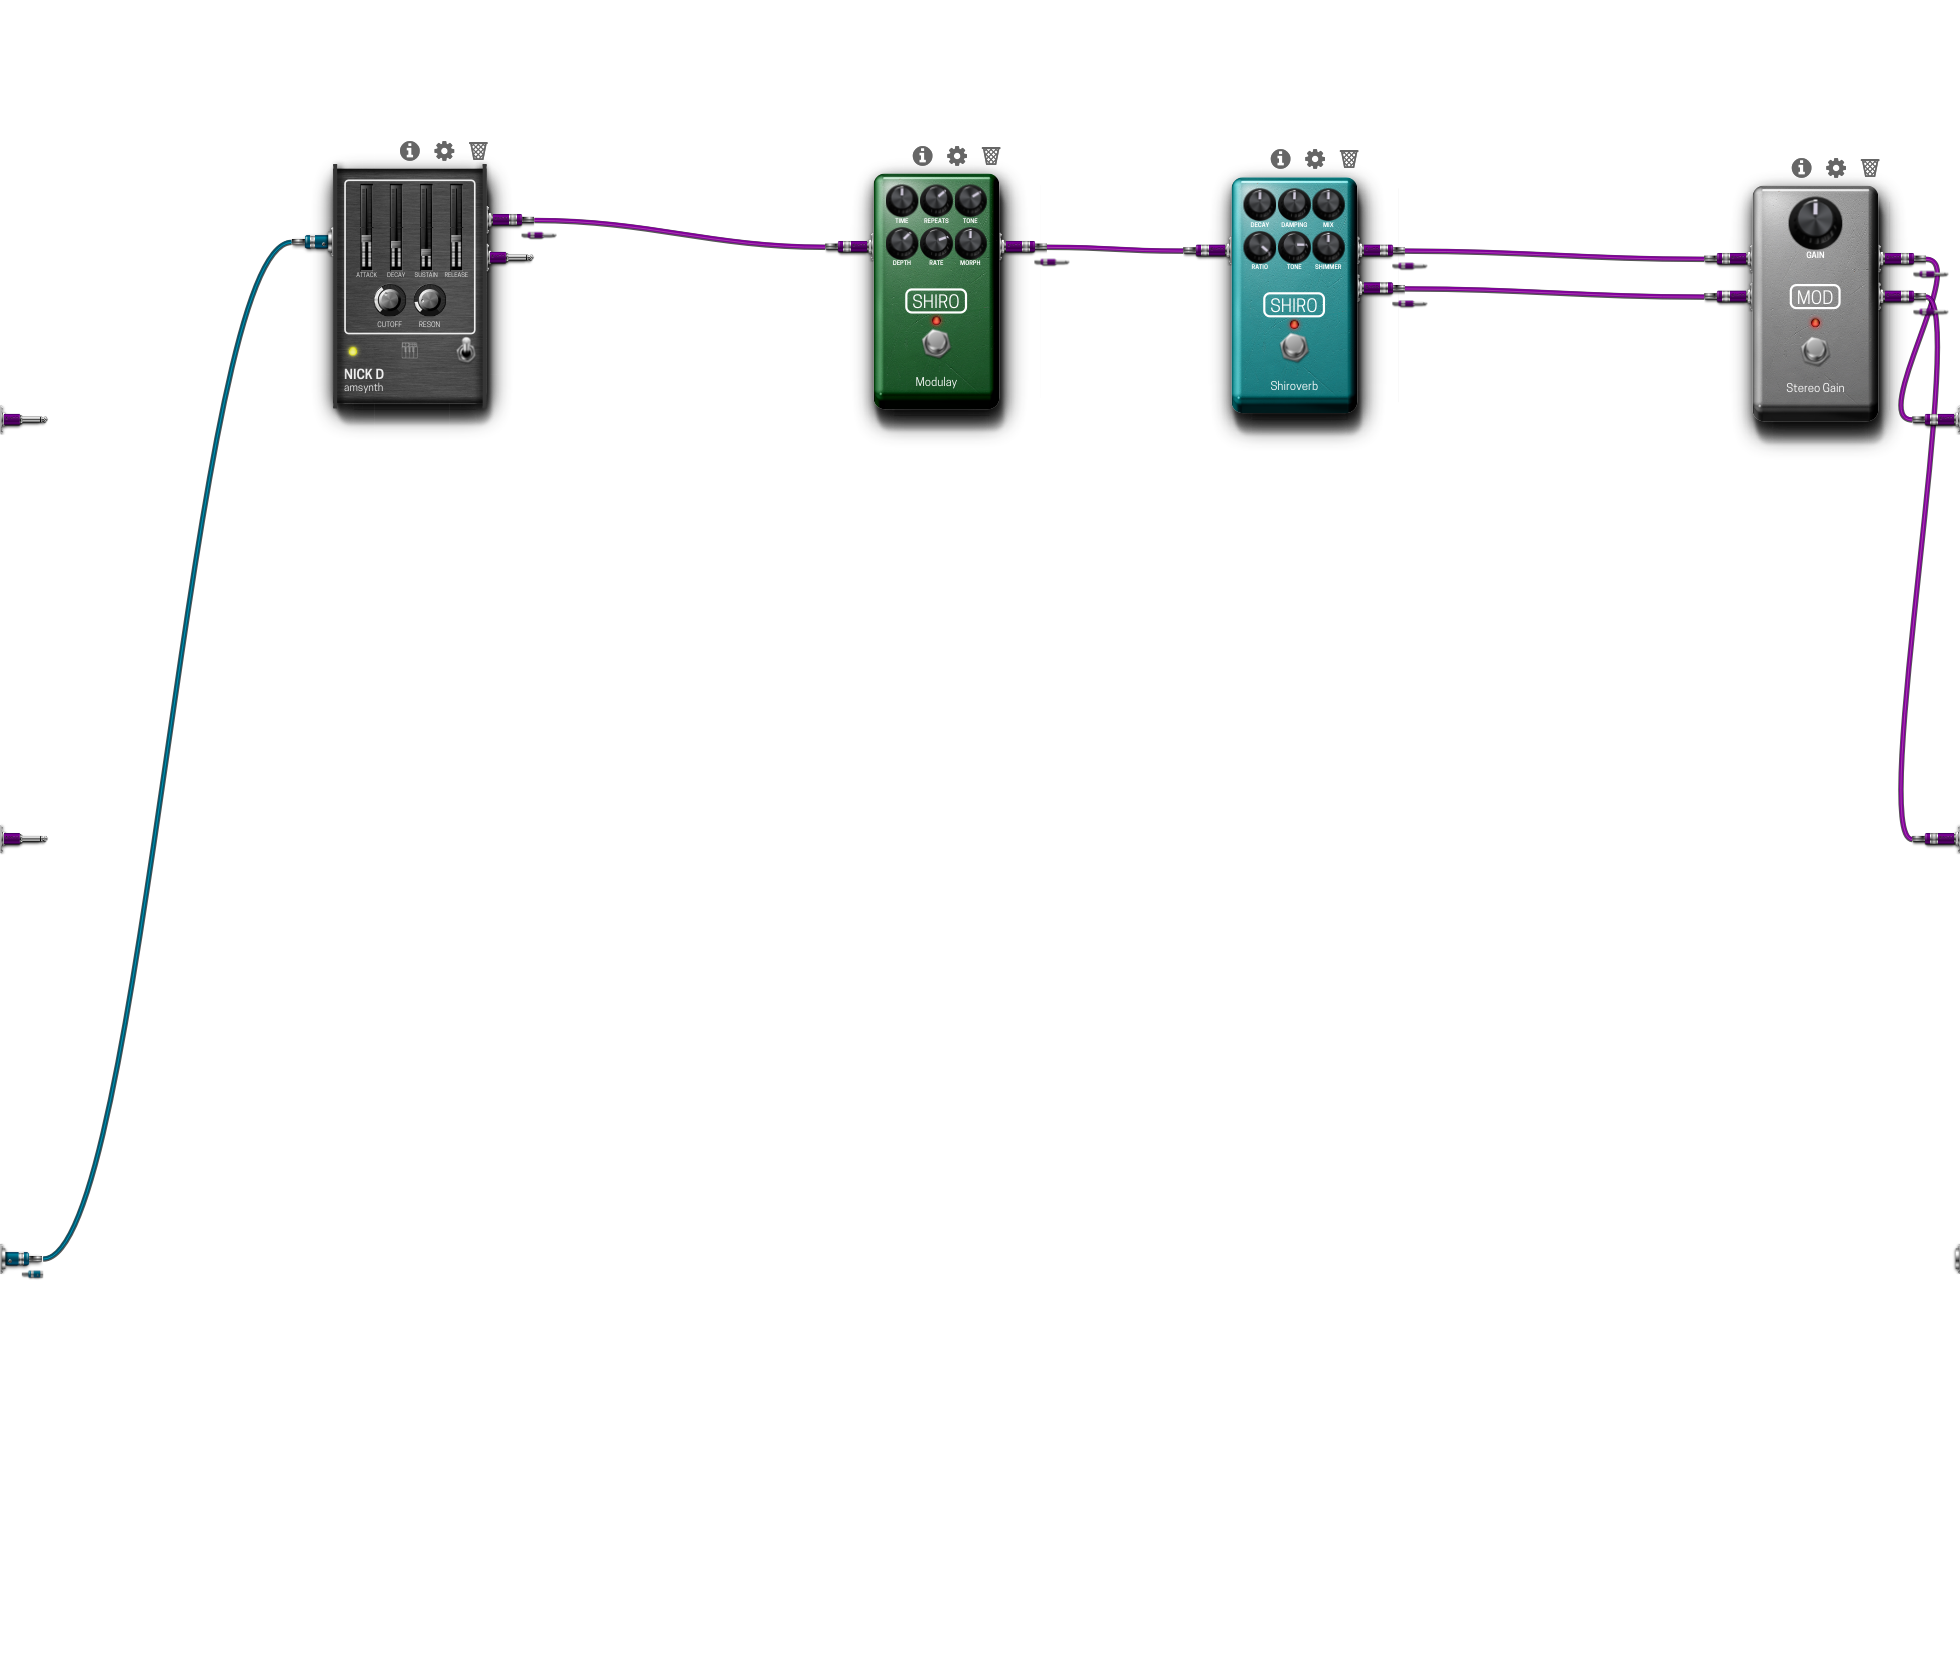 ATTACK DECAY SUSTAIN RELEASE
CUTOFF RESON
NICK D
amsynth
TIME REPEATS TONE
DEPTH RATE MORPH
SHIRO
Modulay
DECAY DAMPING MIX
RATIO TONE SHIMMER
SHIRO
Shiroverb
GAIN
MOD
Stereo Gain